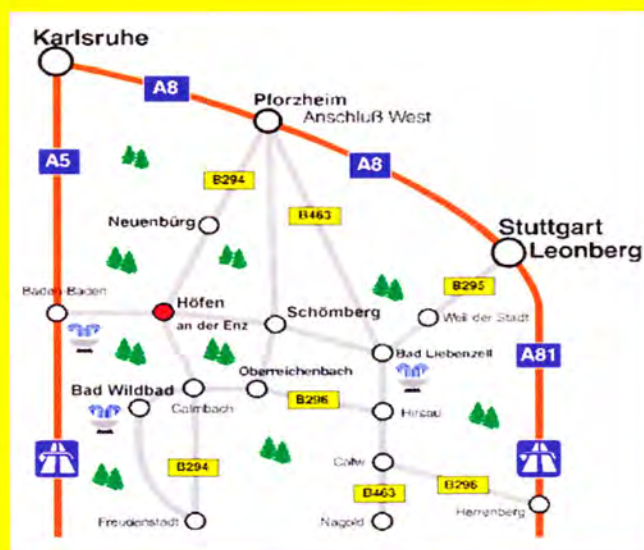 Karlsruhe
A8
Pforzheim
Anschluß West
A5
A8
B294
B463
Neuenbürg
Stuttgart
Leonberg
B295
Baden-Baden
Höfen
an der Enz
Schömberg
Weil der Stadt
Bad Liebenzell
A81
Oberreichenbach
Bad Wildbad
Calmbach
B296
Hirsau
Calw
B294
B463
B296
Freudenstadt
Nagold
Herrenberg